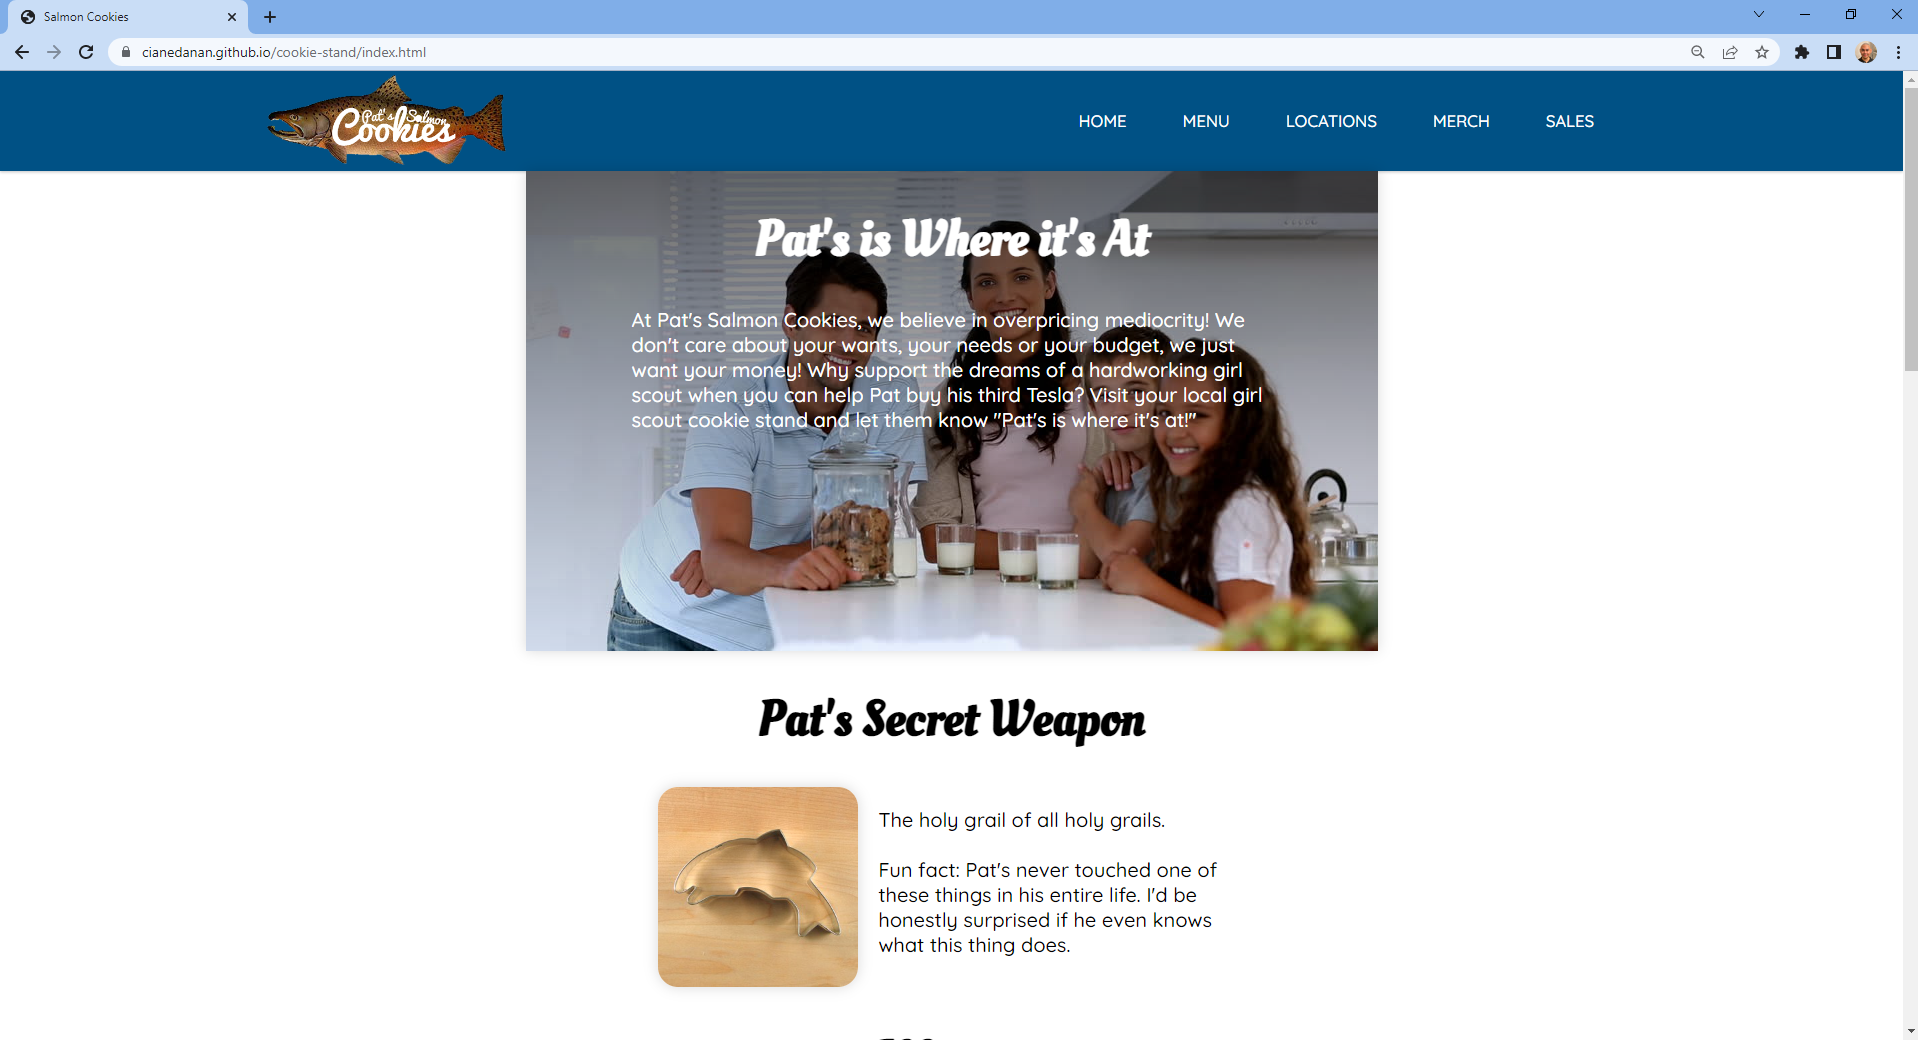 Salmon Cookies
cianedanan.github.io/cookie-stand/index.html
Pat's Salmon
Cookies
HOME MENU LOCATIONS MERCH SALES
Pat's is Where it's At
At Pat's Salmon Cookies, we believe in overpricing mediocrity! We
don't care about your wants, your needs or your budget, we just
want your money! Why support the dreams of a hardworking girl
scout when you can help Pat buy his third Tesla? Visit your local girl
scout cookie stand and let them know "Pat's is where it's at!"
Pat's Secret Weapon
The holy grail of all holy grails.
Fun fact: Pat's never touched one of
these things in his entire life. I'd be
honestly surprised if he even knows
what this thing does.